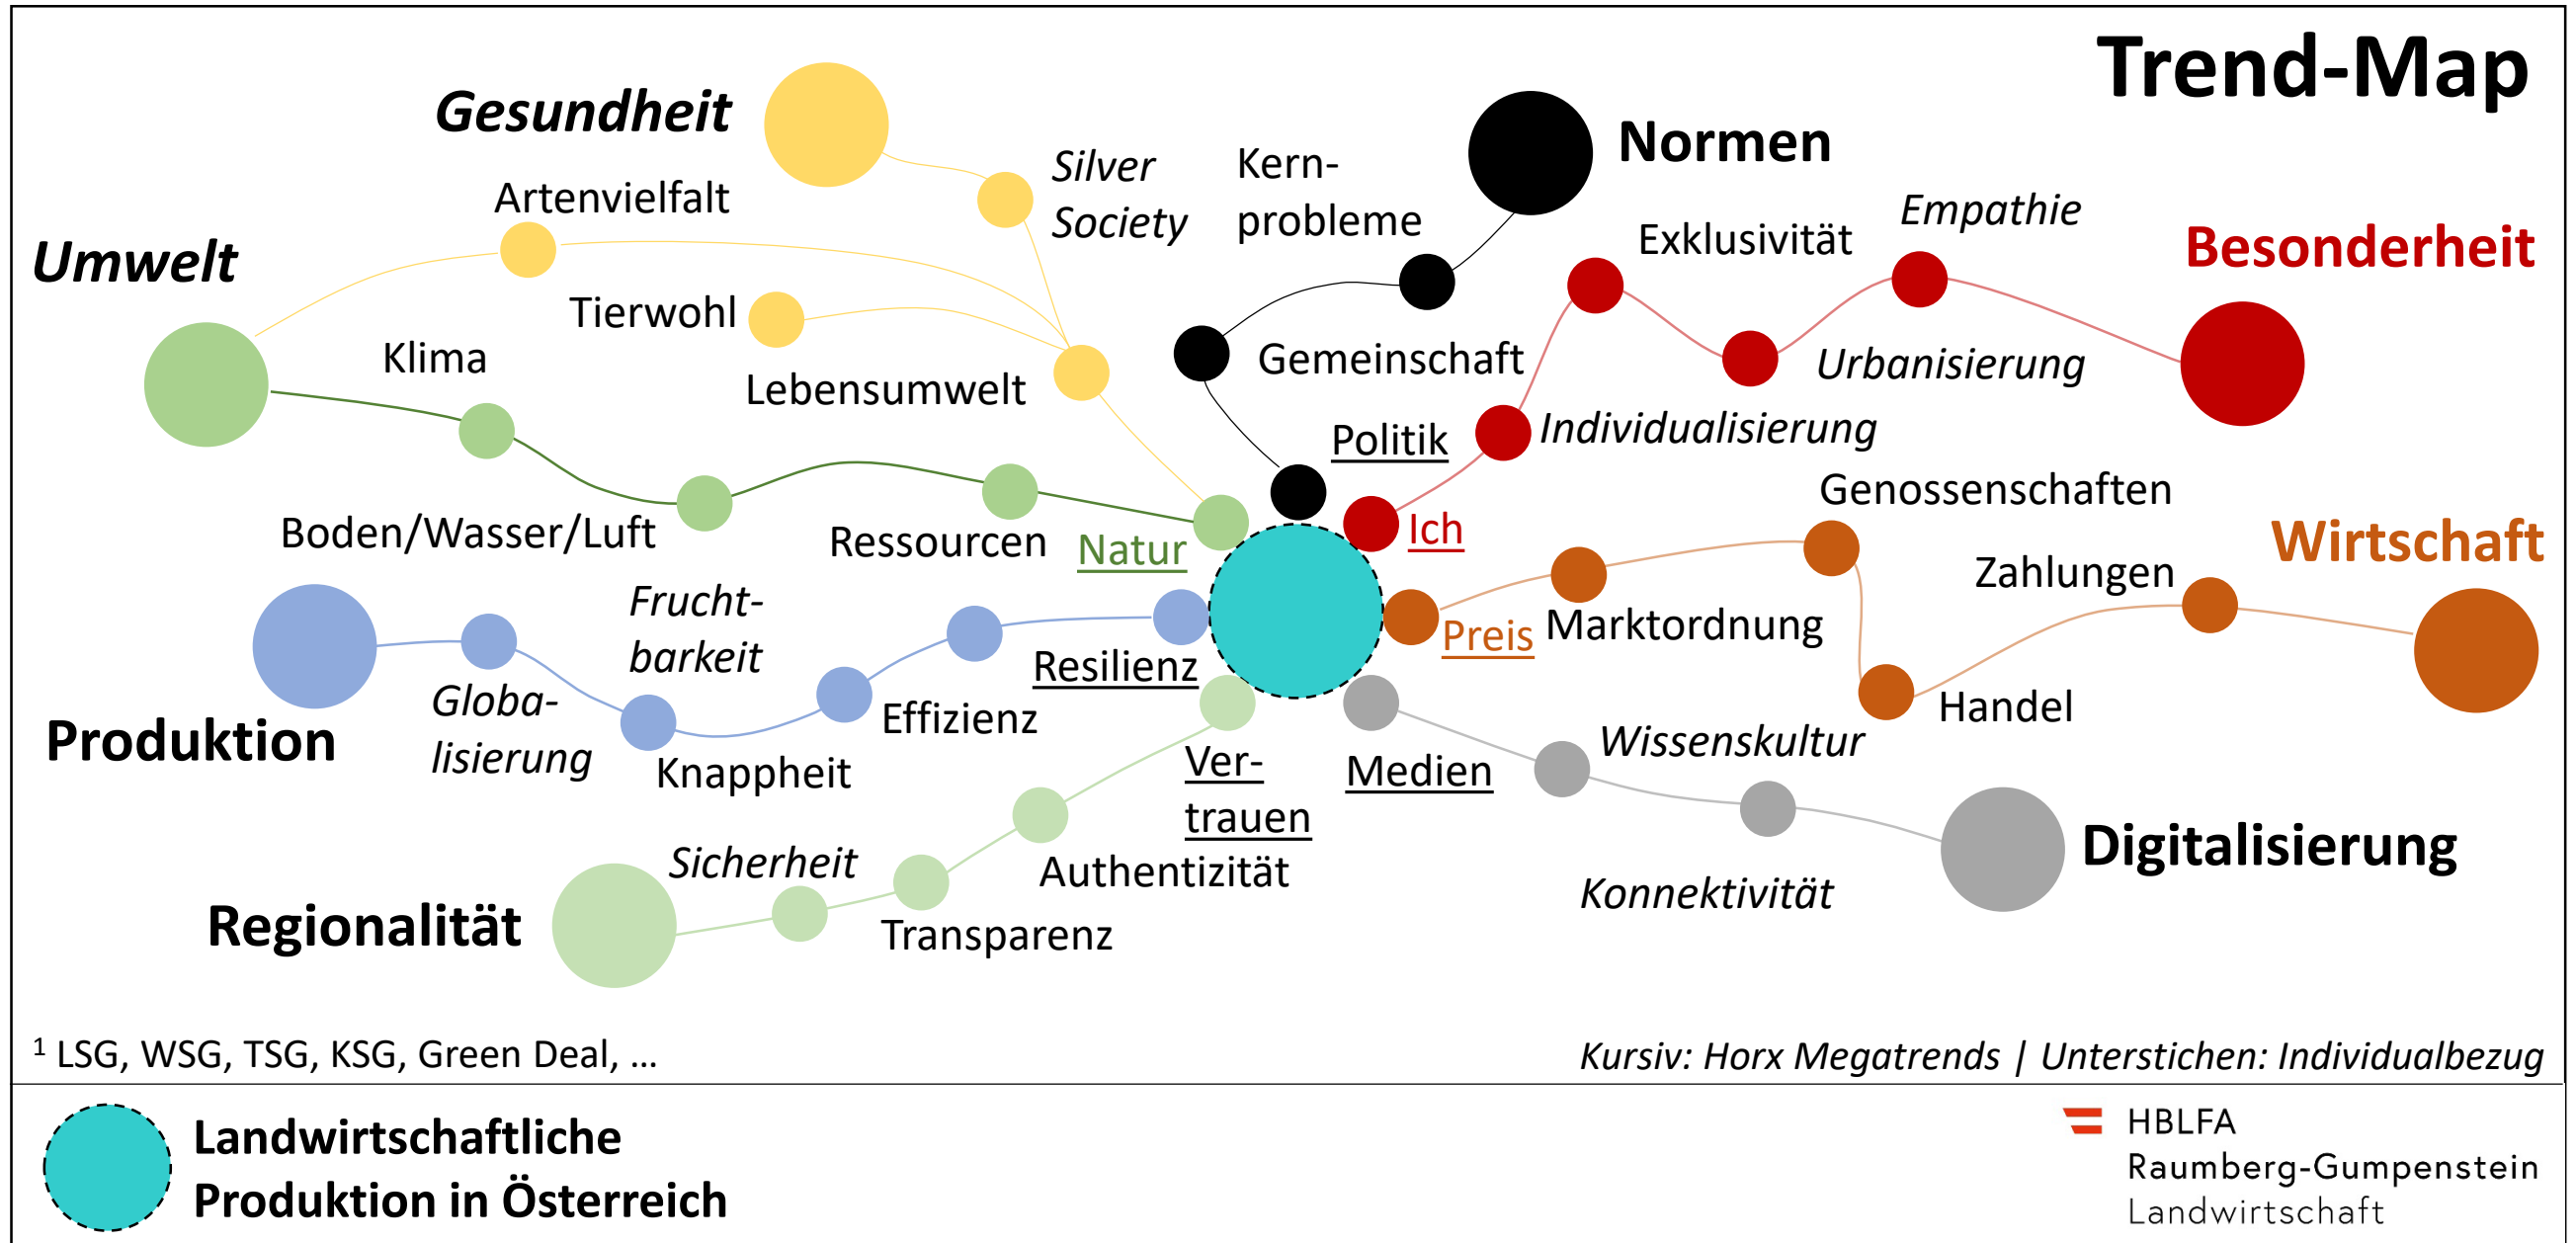 Trend-Map
Gesundheit
Silver
Society
Artenvielfalt
Umwelt
Tierwohl
Klima
Lebensumwelt
Boden/Wasser/Luft
Ressourcen
Natur
Kern-
probleme
Normen
Gemeinschaft
Politik
Exklusivität
Empathie
Besonderheit
Urbanisierung
Individualisierung
Ich
Genossenschaften
Wirtschaft
Zahlungen
Preis
Marktordnung
Handel
Frucht-
barkeit
Resilienz
Globa-
lisierung
Effizienz
Produktion
Knappheit
Ver-
trauen
Medien
Wissenskultur
Digitalisierung
Konnektivität
Sicherheit
Authentizität
Regionalität
Transparenz
¹ LSG, WSG, TSG, KSG, Green Deal, ...
Kursiv: Horx Megatrends | Unterstichen: Individualbezug
Landwirtschaftliche
Produktion in Österreich
HBLFA
Raumberg-Gumpenstein
Landwirtschaft